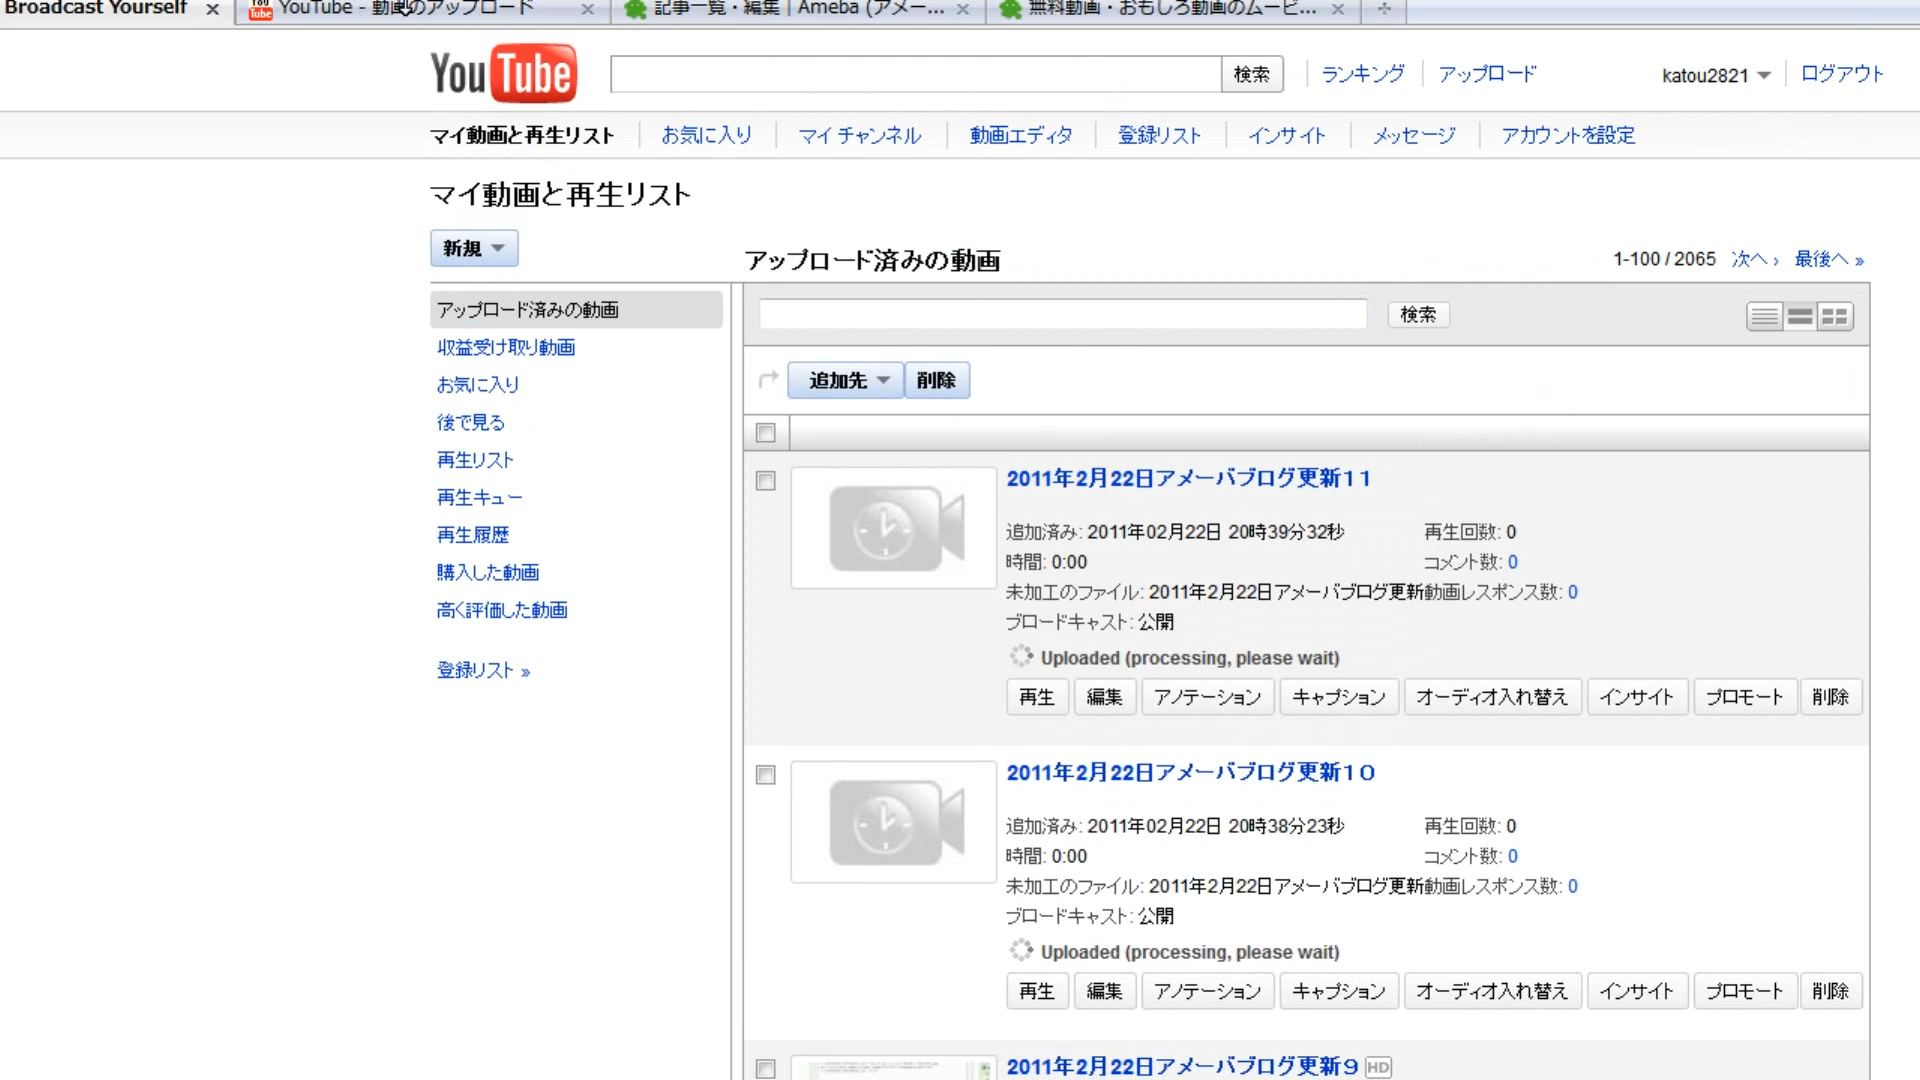 Broadcast Yourself
YouTube - 動画のアップロード
記事一覧・編集 | Ameba (アメー...
無料動画・おもしろ動画のムービ...
YouTube
検索
ランキング
アップロード
katou2821
ログアウト
マイ動画と再生リスト
お気に入り
マイ チャンネル
動画エディタ
登録リスト
インサイト
メッセージ
アカウントを設定
マイ動画と再生リスト
新規
アップロード済みの動画
1-100 / 2065 次へ › 最後へ »
アップロード済みの動画
収益受け取り動画
お気に入り
後で見る
再生リスト
再生キュー
再生履歴
購入した動画
高く評価した動画
登録リスト »
検索
追加先
削除
2011年2月22日アメーバブログ更新11
追加済み: 2011年02月22日 20時39分32秒
再生回数: 0
時間: 0:00
コメント数: 0
未加工のファイル: 2011年2月22日アメーバブログ更新
動画レスポンス数: 0
ブロードキャスト: 公開
Uploaded (processing, please wait)
再生 編集 アノテーション キャプション オーディオ入れ替え インサイト プロモート 削除
2011年2月22日アメーバブログ更新10
追加済み: 2011年02月22日 20時38分23秒
再生回数: 0
時間: 0:00
コメント数: 0
未加工のファイル: 2011年2月22日アメーバブログ更新
動画レスポンス数: 0
ブロードキャスト: 公開
Uploaded (processing, please wait)
再生 編集 アノテーション キャプション オーディオ入れ替え インサイト プロモート 削除
2011年2月22日アメーバブログ更新9 HD